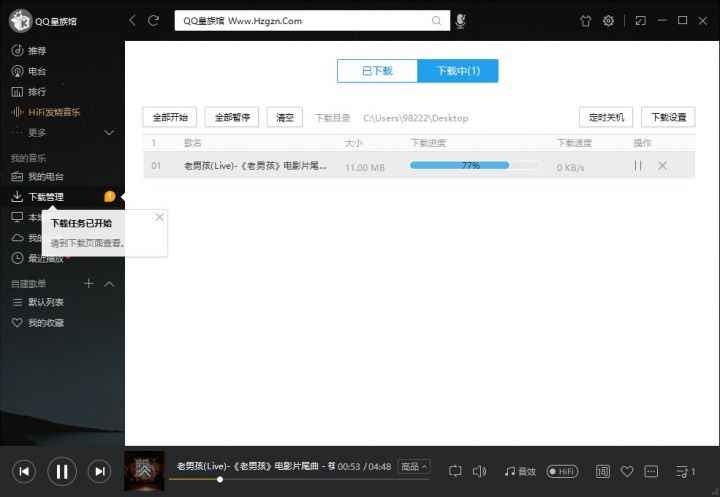 QQ皇族馆
QQ皇族馆 Www.Hzgzn.Com
推荐
电台
排行
HiFi发烧音乐
更多
我的音乐
我的电台
下载管理
1
本地
我的
最近播放
下载任务已开始
请到下载页面查看。
自建歌单
默认列表
我的收藏
已下载
下载中(1)
全部开始
全部暂停
清空
下载目录 C:\Users\98222\Desktop
定时关机
下载设置
1 歌名 大小 下载进度 下载速度 操作
01 老男孩(Live)-《老男孩》电影片尾... 11.00 MB 77% 0 KB/s
老男孩(Live)-《老男孩》电影片尾曲 - 00:53 / 04:48 高品
音效
HiFi
词
1